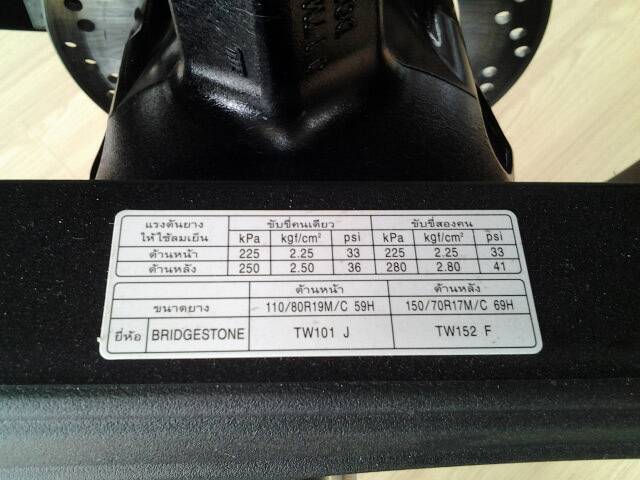 แรงดันยาง ขับขี่คนเดียว ขับขี่สองคน
ให้ใช้ลมเย็น kPa kgf/cm² psi kPa kgf/cm² psi
ด้านหน้า 225 2.25 33 225 2.25 33
ด้านหลัง 250 2.50 36 280 2.80 41
ด้านหน้า ด้านหลัง
ขนาดยาง 110/80R19M/C 59H 150/70R17M/C 69H
ยี่ห้อ BRIDGESTONE TW101 J TW152 F